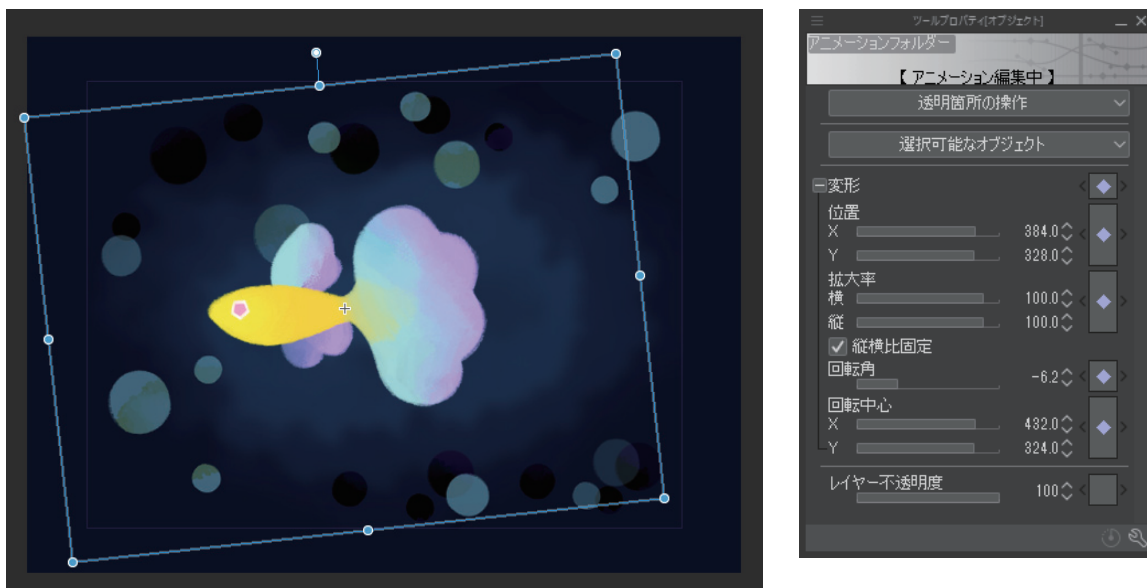 ツールプロパティ[オブジェクト]
アニメーションフォルダー
【 アニメーション編集中 】
透明箇所の操作
選択可能なオブジェクト
変形
位置
X 384.0
Y 328.0
拡大率
横 100.0
縦 100.0
縦横比固定
回転角
-6.2
回転中心
X 432.0
Y 324.0
レイヤー不透明度
100